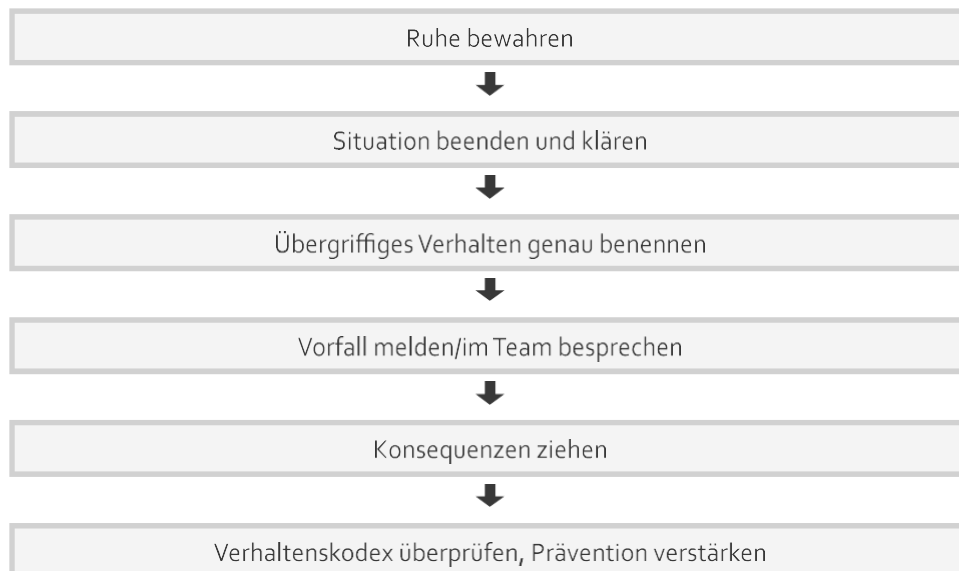 Ruhe bewahren
Situation beenden und klären
Übergriffiges Verhalten genau benennen
Vorfall melden/im Team besprechen
Konsequenzen ziehen
Verhaltenskodex überprüfen, Prävention verstärken